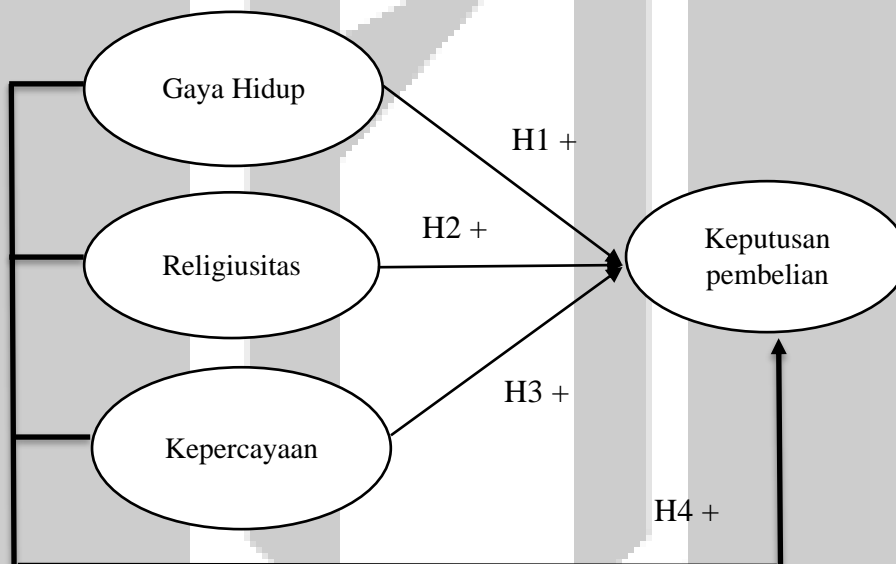 Gaya Hidup
H1 +
Religiusitas
H2 +
Keputusan
pembelian
Kepercayaan
H3 +
H4 +